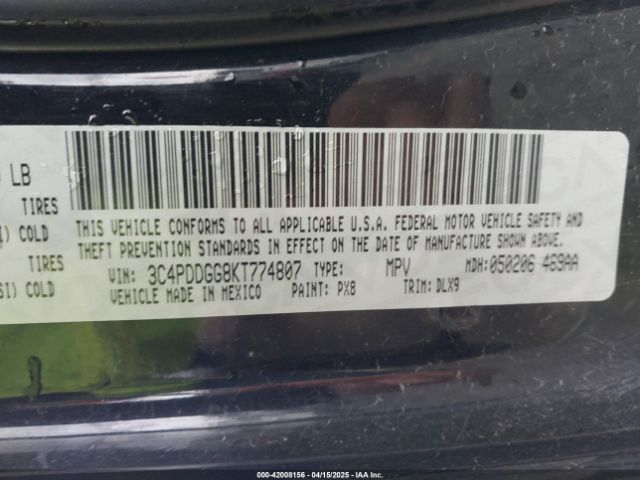 LB
TIRES
) COLD
TIRES
SI) COLD
THIS VEHICLE CONFORMS TO ALL APPLICABLE U.S.A. FEDERAL MOTOR VEHICLE SAFETY AND
THEFT PREVENTION STANDARDS IN EFFECT ON THE DATE OF MANUFACTURE SHOWN ABOVE.
VIN: 3C4PDDGG8KT774807 TYPE: MPV MDH:050206 469AA
VEHICLE MADE IN MEXICO PAINT: PX8 TRIM: DLX9
000-42008156 - 04/15/2025 - IAA Inc.